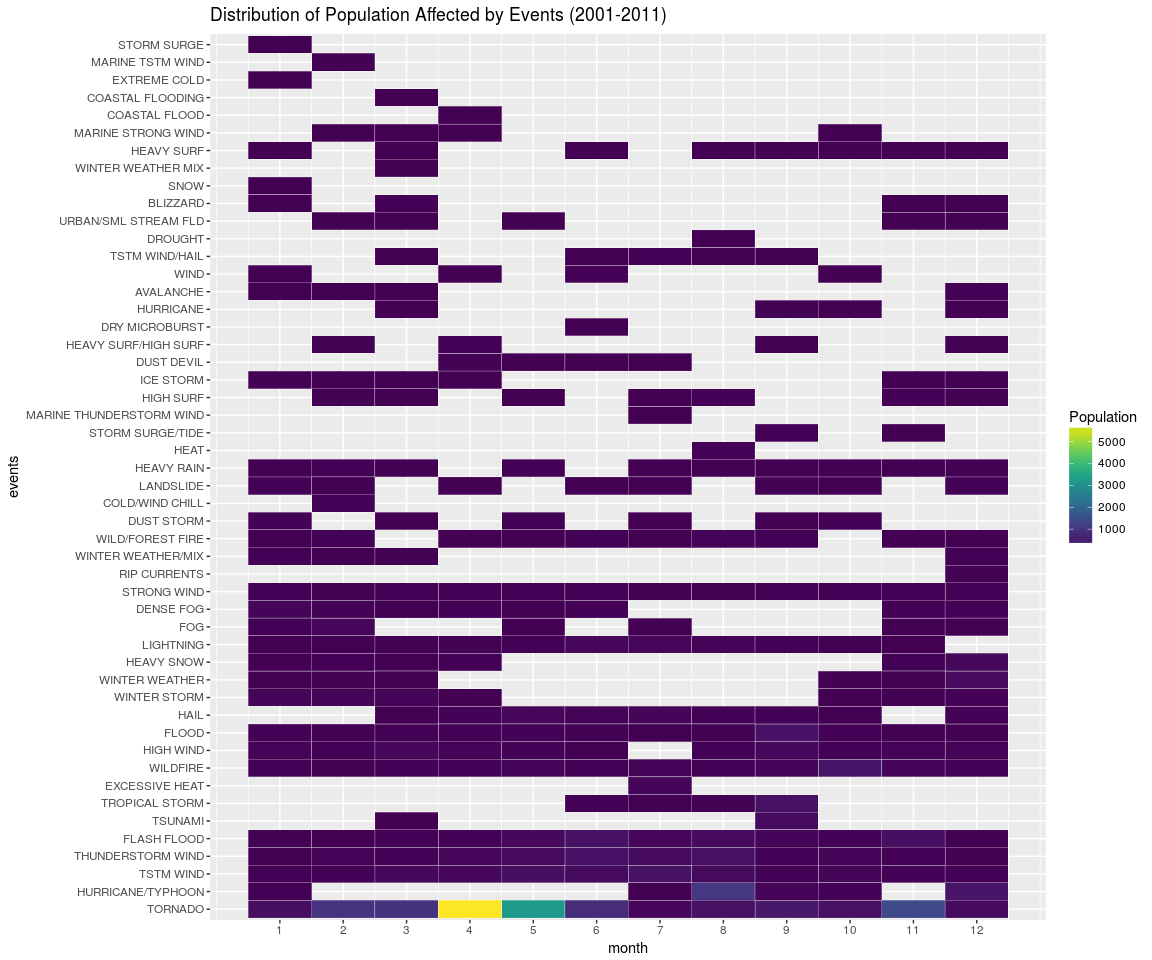 Distribution of Population Affected by Events (2001-2011)
STORM SURGE
MARINE TSTM WIND
EXTREME COLD
COASTAL FLOODING
COASTAL FLOOD
MARINE STRONG WIND
HEAVY SURF
WINTER WEATHER MIX
SNOW
BLIZZARD
URBAN/SML STREAM FLD
DROUGHT
TSTM WIND/HAIL
WIND
AVALANCHE
HURRICANE
DRY MICROBURST
HEAVY SURF/HIGH SURF
DUST DEVIL
ICE STORM
HIGH SURF
MARINE THUNDERSTORM WIND
STORM SURGE/TIDE
HEAT
HEAVY RAIN
LANDSLIDE
COLD/WIND CHILL
DUST STORM
WILD/FOREST FIRE
WINTER WEATHER/MIX
RIP CURRENTS
STRONG WIND
DENSE FOG
FOG
LIGHTNING
HEAVY SNOW
WINTER WEATHER
WINTER STORM
HAIL
FLOOD
HIGH WIND
WILDFIRE
EXCESSIVE HEAT
TROPICAL STORM
TSUNAMI
FLASH FLOOD
THUNDERSTORM WIND
TSTM WIND
HURRICANE/TYPHOON
TORNADO
events
1 2 3 4 5 6 7 8 9 10 11 12
month
Population
5000
4000
3000
2000
1000